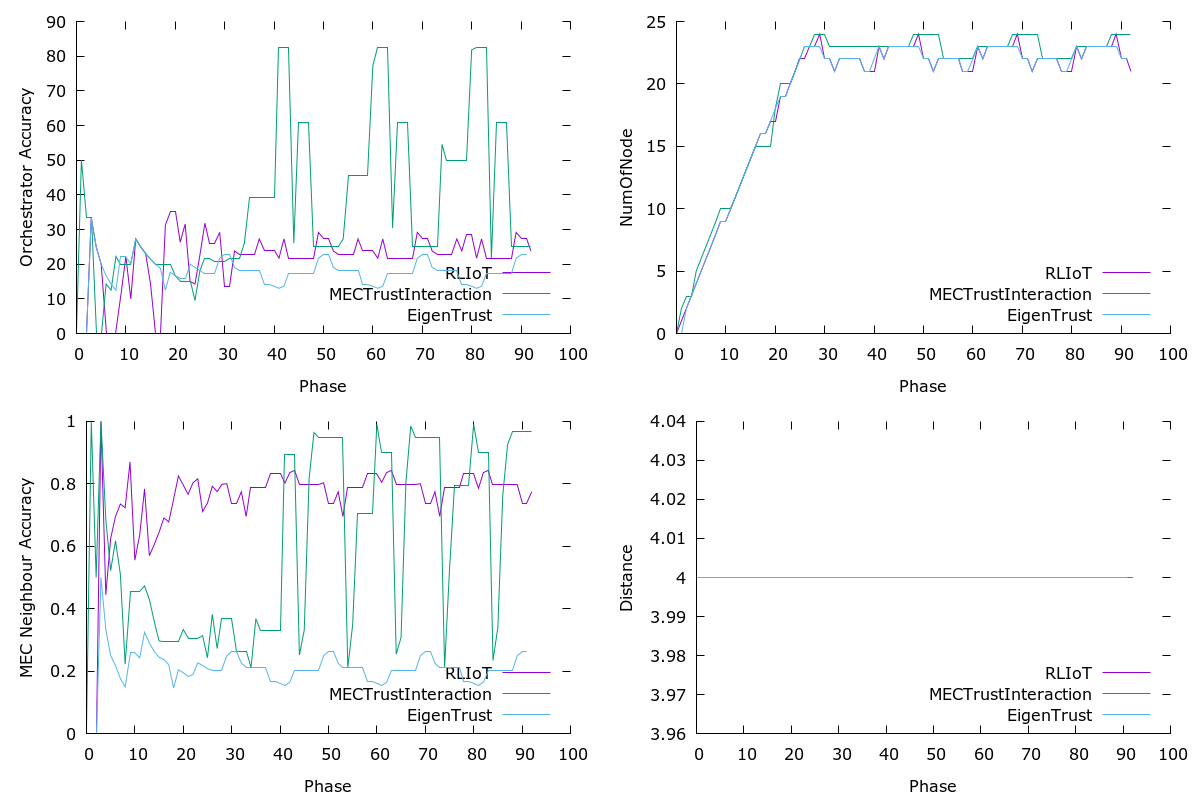 90
80
70
60
90
50
40
30
20
10
0
Orchestrator Accuracy
RLIoT
MECTrustInteraction
EigenTrust
0 10 20 30 40 50 60 70 80 90 100
Phase
25
20
15
10
5
0
NumOfNode
RLIoT
MECTrustInteraction
EigenTrust
0 10 20 30 40 50 60 70 80 90 100
Phase
1
0.8
0.6
0.4
0.2
0
MEC Neighbour Accuracy
RLIoT
MECTrustInteraction
EigenTrust
0 10 20 30 40 50 60 70 80 90 100
Phase
4.04
4.03
4.02
4.01
4
3.99
3.98
3.97
3.96
Distance
RLIoT
MECTrustInteraction
EigenTrust
0 10 20 30 40 50 60 70 80 90 100
Phase